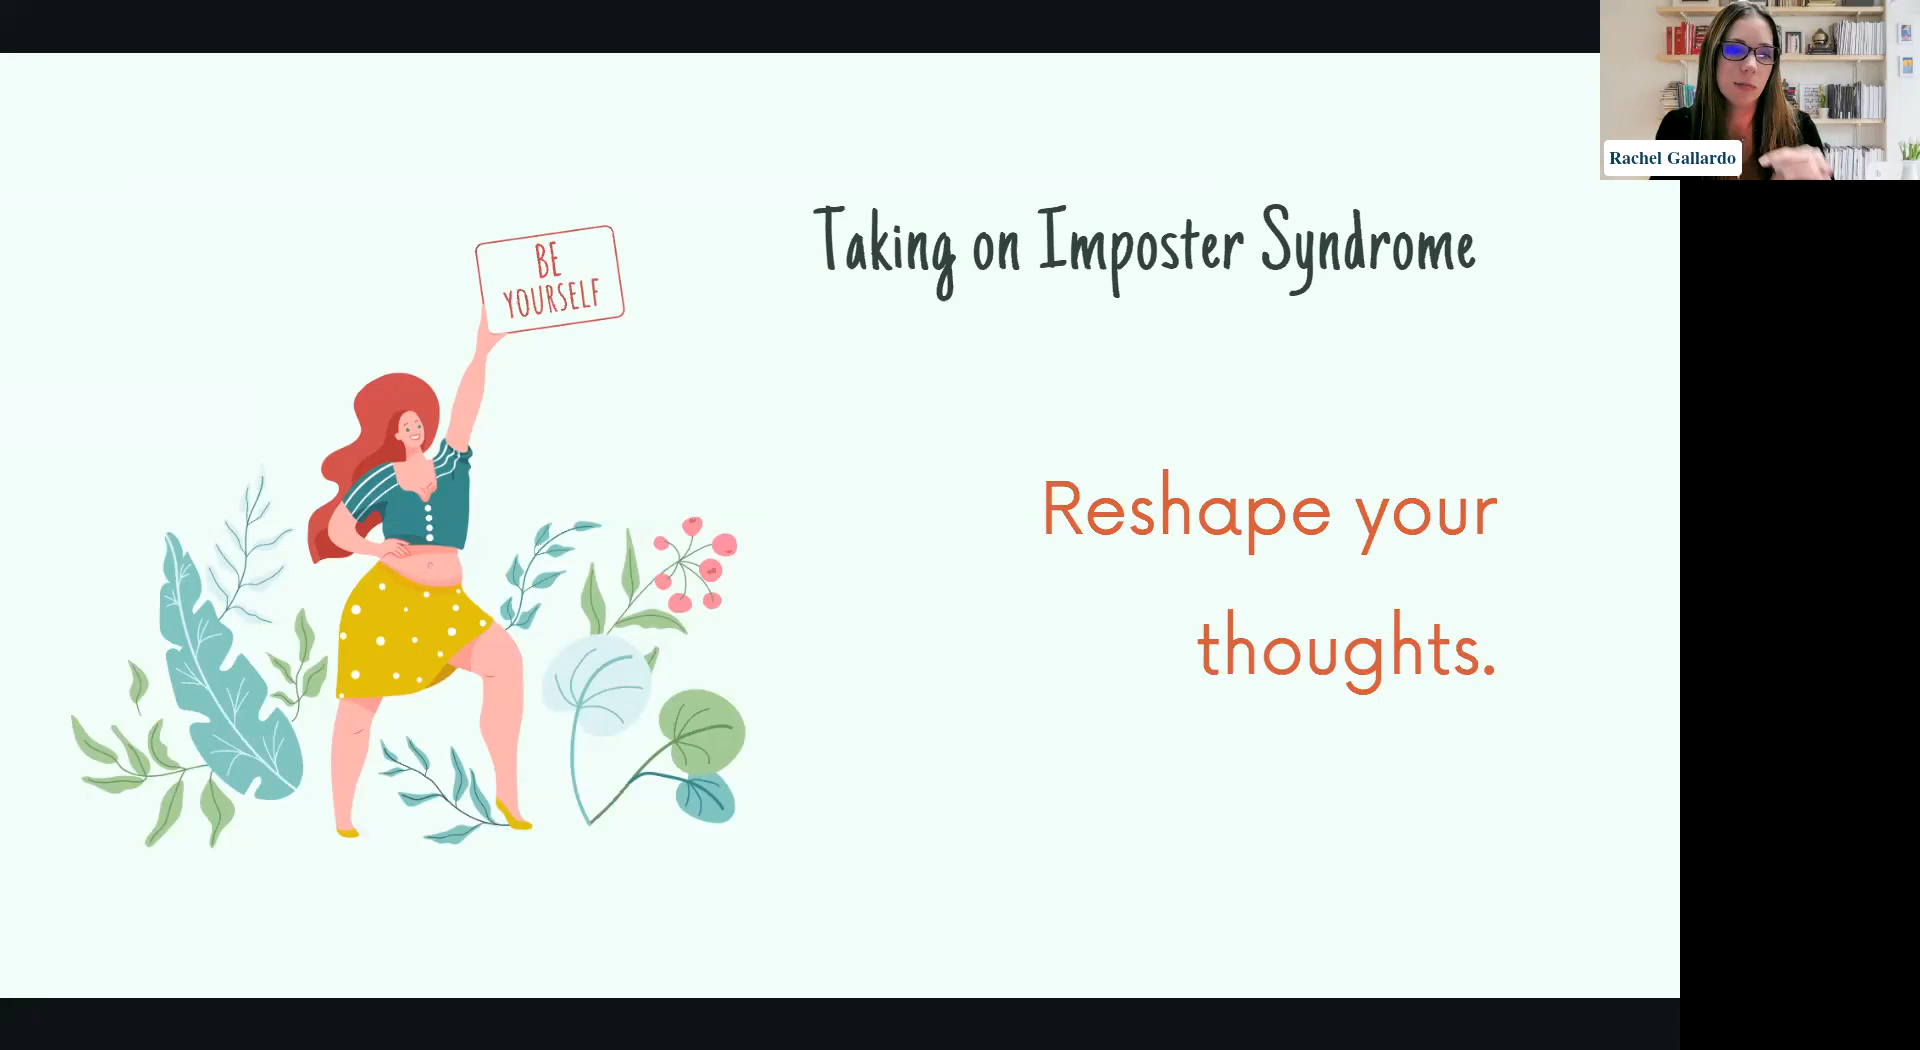 Rachel Gallardo
Taking on Imposter Syndrome
BE
YOURSELF
Reshape your
thoughts.